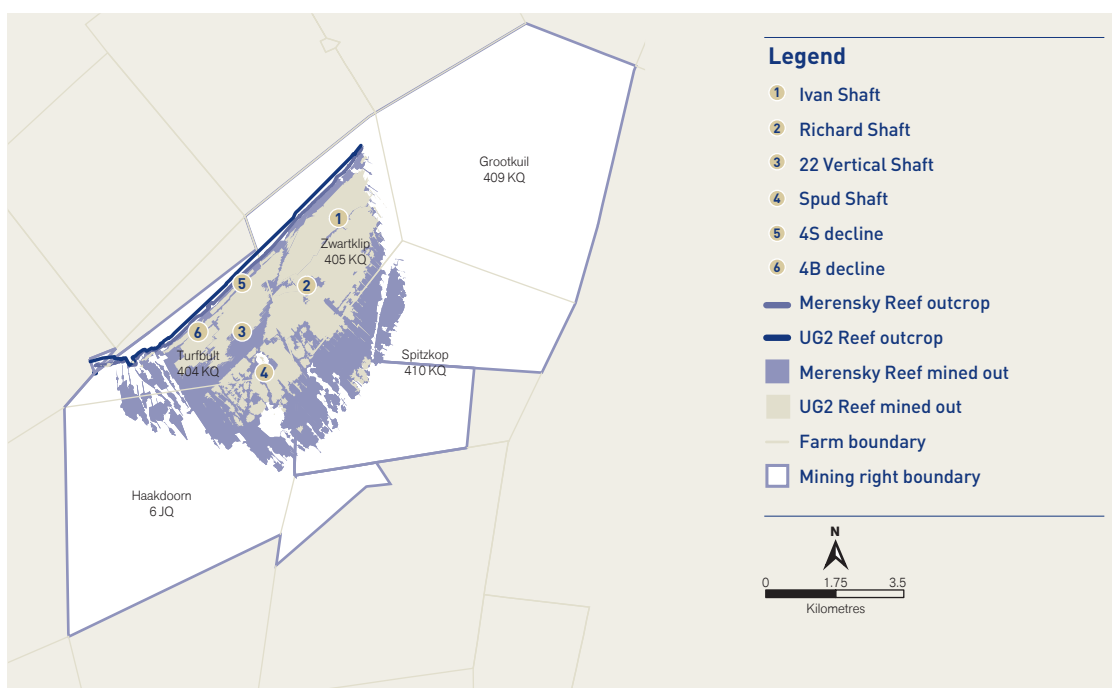 Grootkuil
409 KQ
1
Zwartklip
405 KQ
5
2
6
3
Turfbult
404 KQ
4
Spitzkop
410 KQ
Haakdoorn
6 JQ
Legend
1 Ivan Shaft
2 Richard Shaft
3 22 Vertical Shaft
4 Spud Shaft
5 4S decline
6 4B decline
Merensky Reef outcrop
UG2 Reef outcrop
Merensky Reef mined out
UG2 Reef mined out
Farm boundary
Mining right boundary
N
0 1.75 3.5
Kilometres